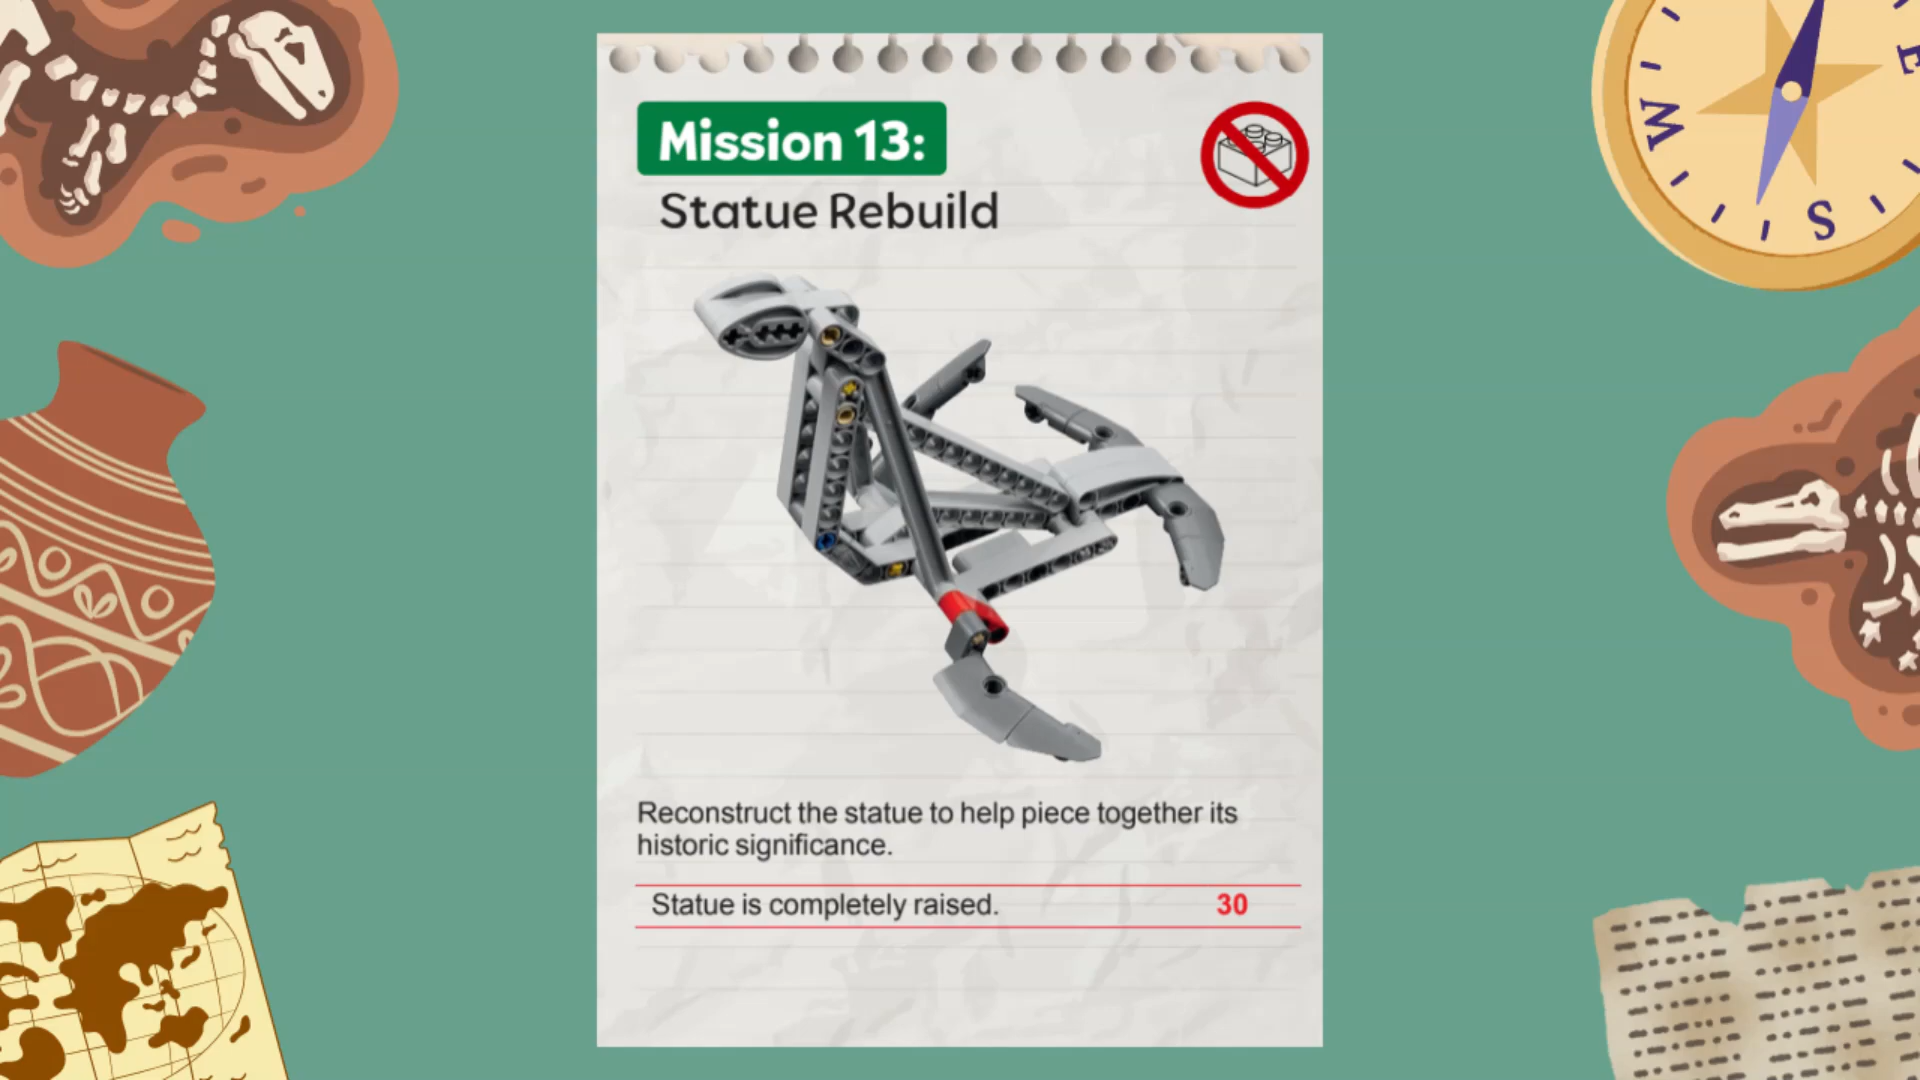 Mission 13:
Statue Rebuild
Reconstruct the statue to help piece together its
historic significance.
Statue is completely raised. 30
W
S
E